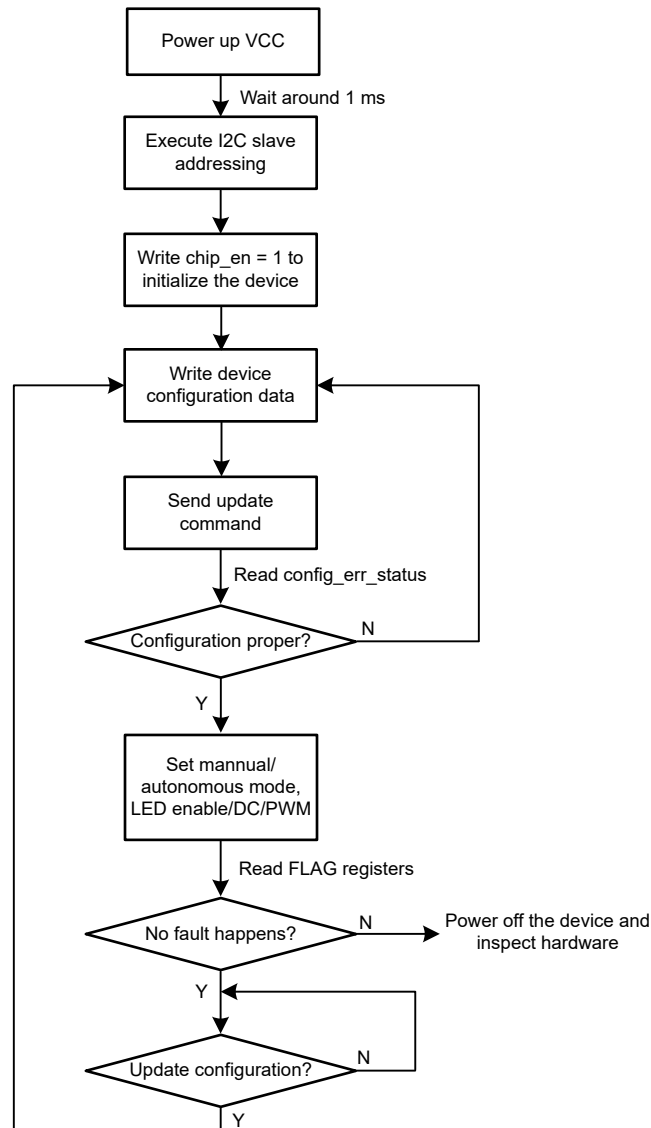 Power up VCC
Wait around 1 ms
Execute I2C slave
addressing
Write chip_en = 1 to
initialize the device
Write device
configuration data
Send update
command
Read config_err_status
Configuration proper?
N
Y
Set mannual/
autonomous mode,
LED enable/DC/PWM
Read FLAG registers
No fault happens?
N
Power off the device and
inspect hardware
Y
Update configuration?
N
Y